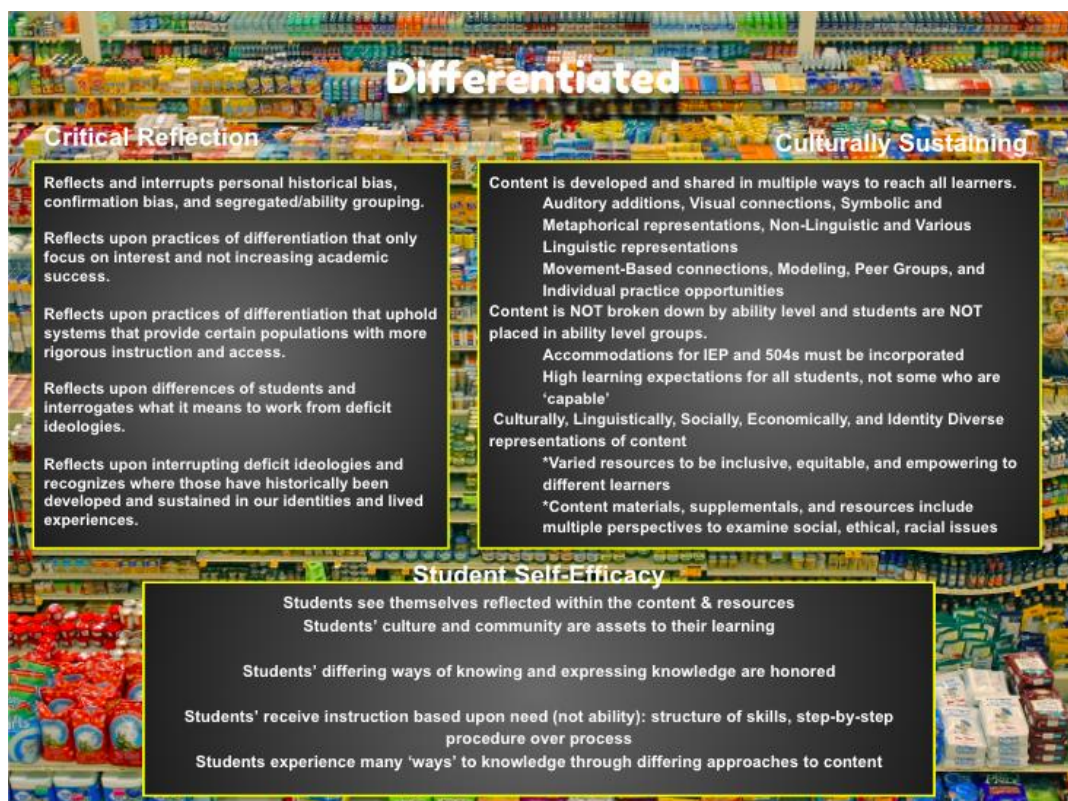 Differentiated
Critical Reflection
Reflects and interrupts personal historical bias,
confirmation bias, and segregated/ability grouping.
Reflects upon practices of differentiation that only
focus on interest and not increasing academic
success.
Reflects upon practices of differentiation that uphold
systems that provide certain populations with more
rigorous instruction and access.
Reflects upon differences of students and
interrogates what it means to work from deficit
ideologies.
Reflects upon interrupting deficit ideologies and
recognizes where those have historically been
developed and sustained in our identities and lived
experiences.
Culturally Sustaining
Content is developed and shared in multiple ways to reach all learners.
Auditory additions, Visual connections, Symbolic and
Metaphorical representations, Non-Linguistic and Various
Linguistic representations
Movement-Based connections, Modeling, Peer Groups, and
Individual practice opportunities
Content is NOT broken down by ability level and students are NOT
placed in ability level groups.
Accommodations for IEP and 504s must be incorporated
High learning expectations for all students, not some who are
‘capable’
Culturally, Linguistically, Socially, Economically, and Identity Diverse
representations of content
*Varied resources to be inclusive, equitable, and empowering to
different learners
*Content materials, supplementals, and resources include
multiple perspectives to examine social, ethical, racial issues
Student Self-Efficacy
Students see themselves reflected within the content & resources
Students’ culture and community are assets to their learning
Students’ differing ways of knowing and expressing knowledge are honored
Students’ receive instruction based upon need (not ability): structure of skills, step-by-step
procedure over process
Students experience many ‘ways’ to knowledge through differing approaches to content